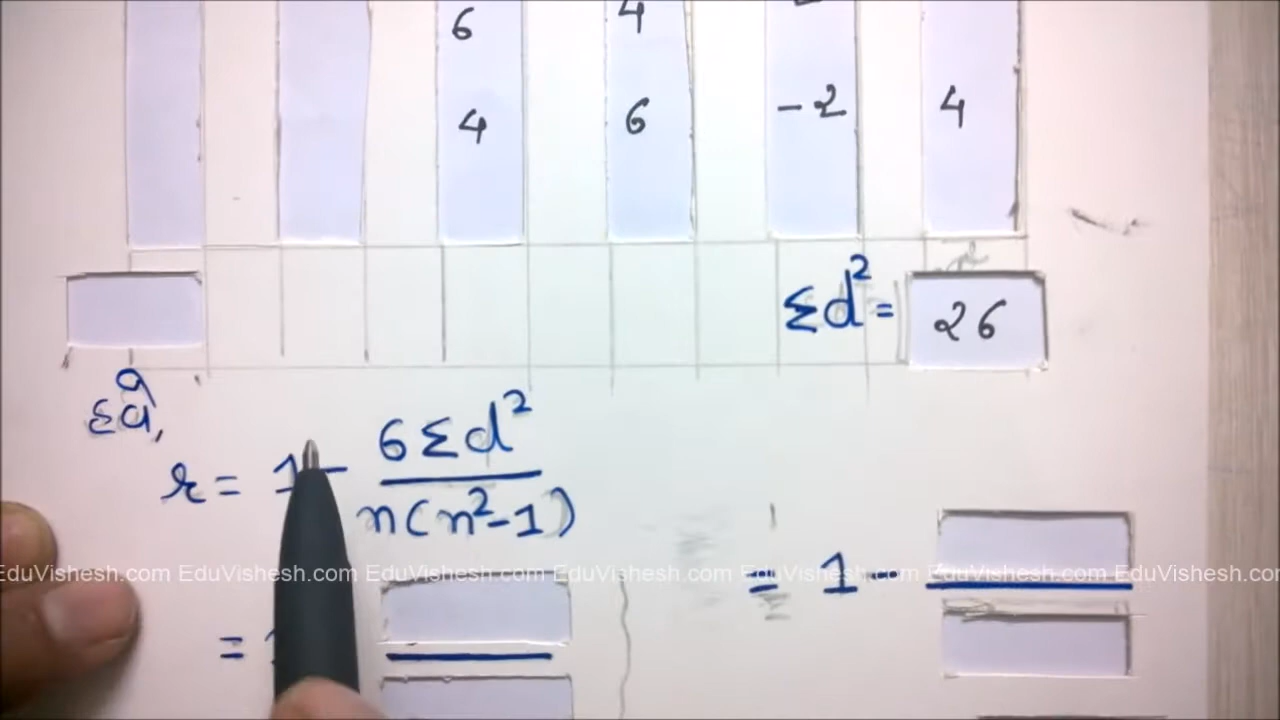 6 4
4 6 -2 4
Σd² = 26
હવે,
r = 1 - 6Σd² / n(n²-1)
EduVishesh.com EduVishesh.com EduVishesh.com EduVishesh.com EduVishesh.com EduVishesh.com EduVishesh.com
= 1 -
=